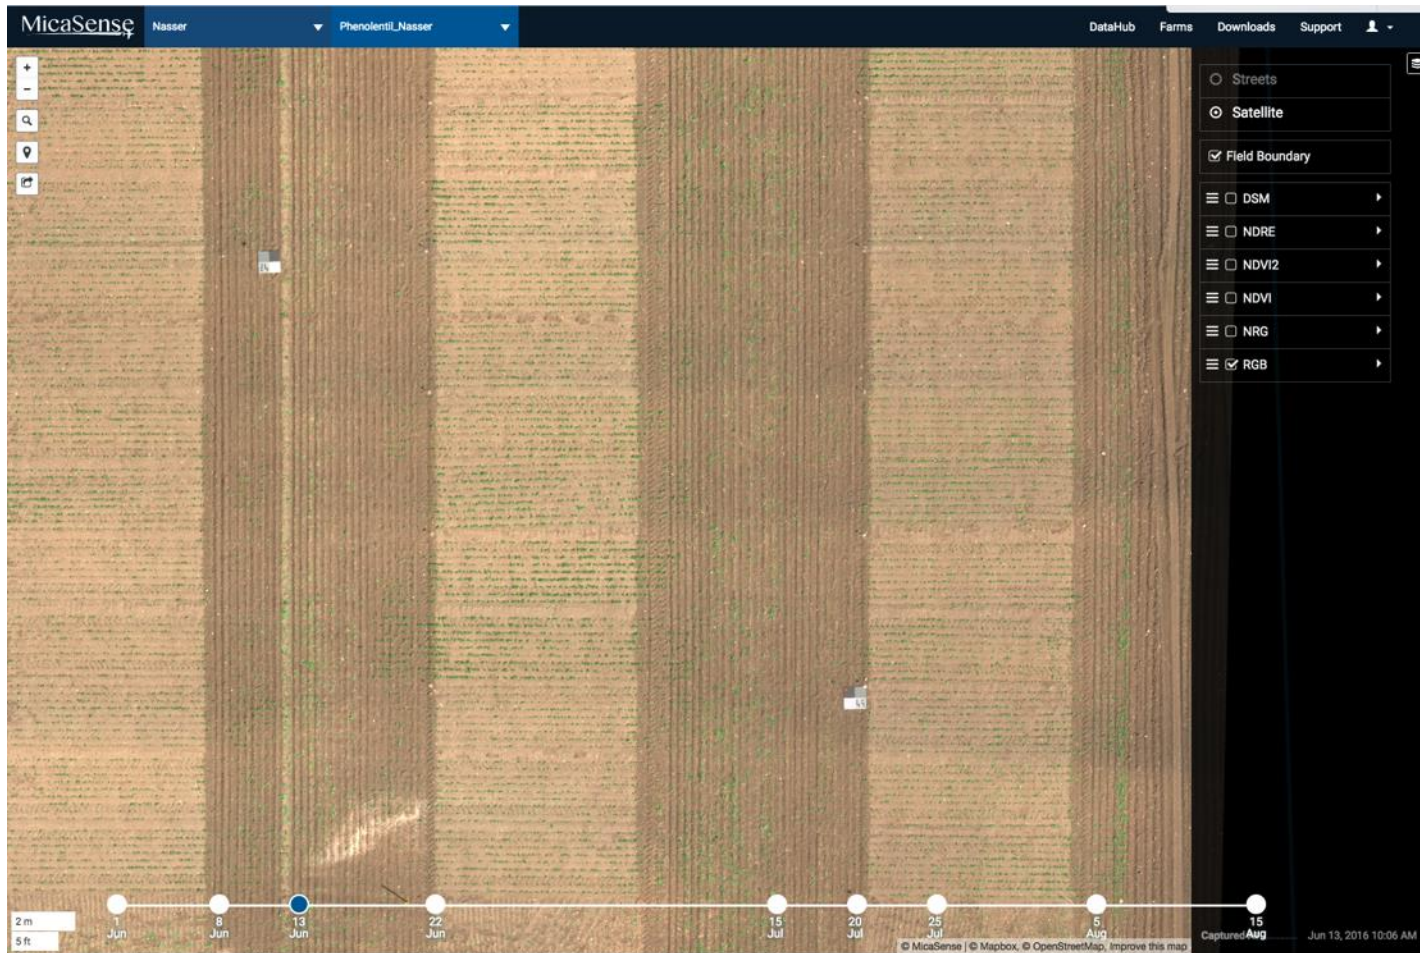 MicaSense
Nasser
Phenolentil_Nasser
DataHub
Farms
Downloads
Support
+
-
Streets
Satellite
Field Boundary
DSM
NDRE
NDVI2
NDVI
NRG
RGB
14
2 m
5 ft
1
Jun
8
Jun
13
Jun
22
Jun
15
Jul
20
Jul
25
Jul
5
Aug
15
Aug
Captured
Jun 13, 2016 10:06 AM
© MicaSense | © Mapbox, © OpenStreetMap, Improve this map